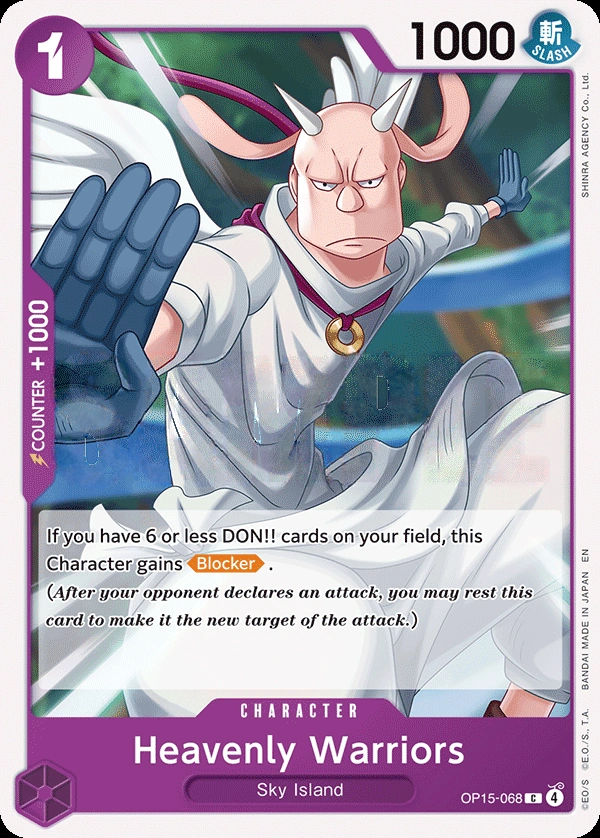 1
1000
斬
SLASH
SHINRA AGENCY Co., Ltd.
COUNTER +1000
If you have 6 or less DON!! cards on your field, this
Character gains Blocker .
(After your opponent declares an attack, you may rest this
card to make it the new target of the attack.)
CHARACTER
Heavenly Warriors
Sky Island
OP15-068 C 4
©E.O/S ©E.O./S., T.A. BANDAI MADE IN JAPAN EN